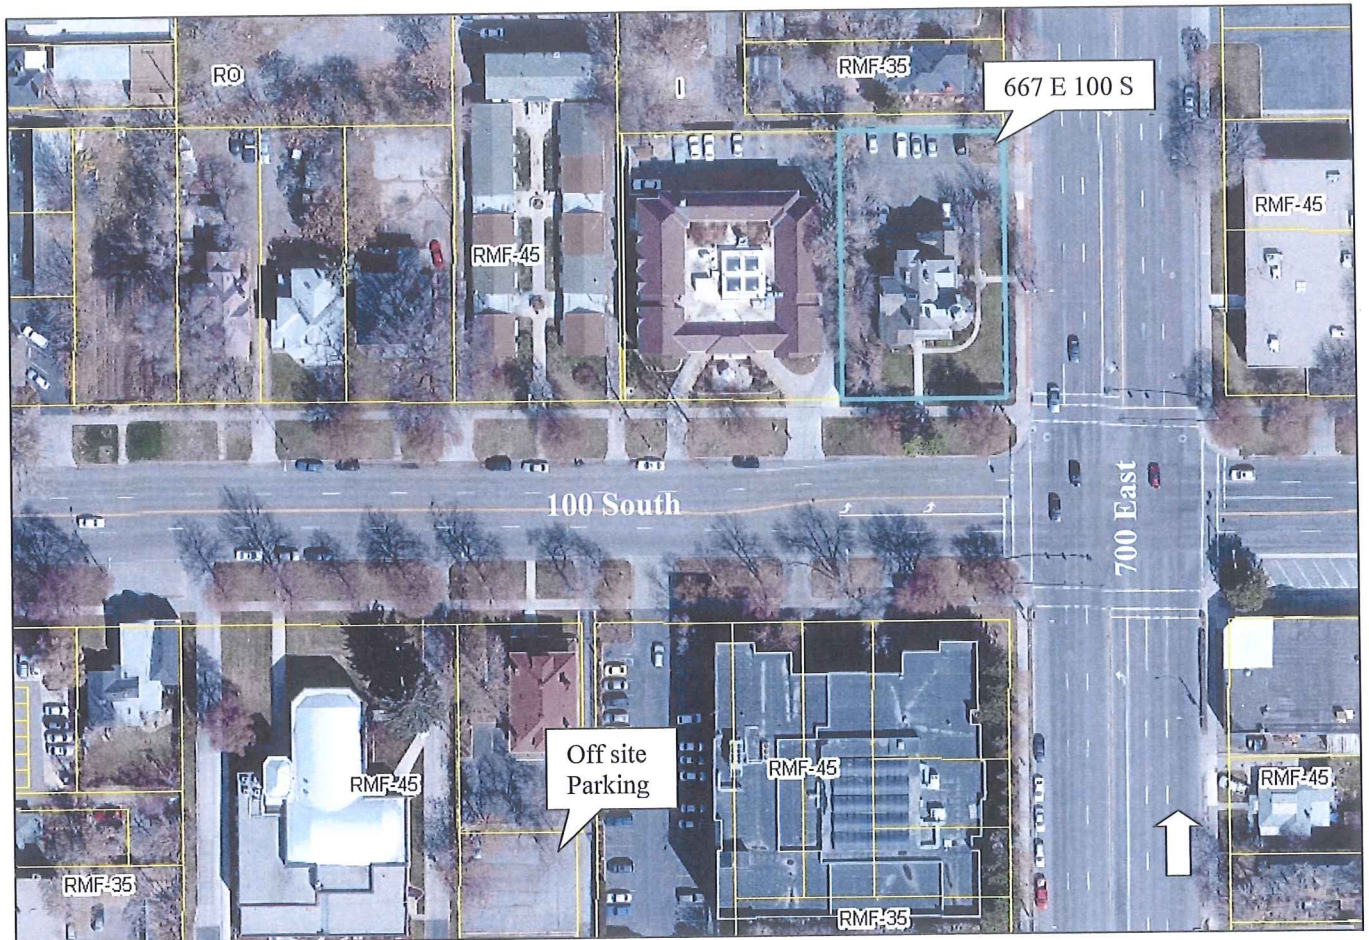 RO
I
RMF-35
667 E 100 S
RMF-45
RMF-45
100 South
700 East
Off site
Parking
RMF-45
RMF-45
RMF-45
RMF-35
RMF-35